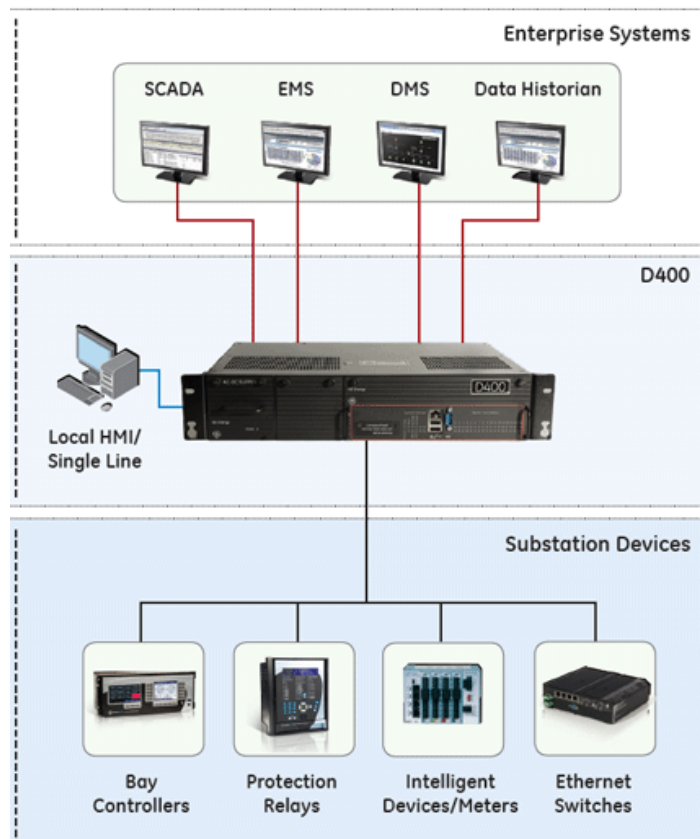 Enterprise Systems
SCADA
EMS
DMS
Data Historian
D400
D400
Local HMI/
Single Line
Substation Devices
Bay
Controllers
Protection
Relays
Intelligent
Devices/Meters
Ethernet
Switches